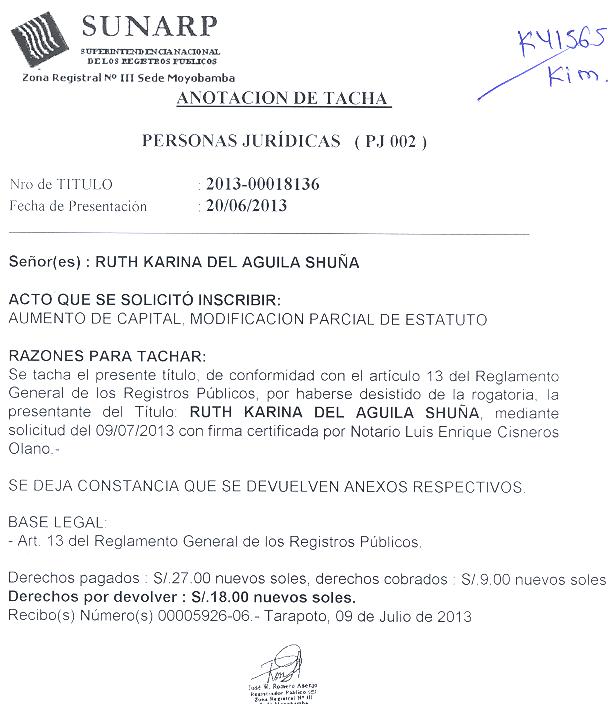 SUNARP
SUPERINTENDENCIA NACIONAL
DE LOS REGISTROS PUBLICOS
Zona Registral Nº III Sede Moyobamba
K41565
Kim.
ANOTACION DE TACHA
PERSONAS JURÍDICAS ( PJ 002 )
Nro de TITULO : 2013-00018136
Fecha de Presentación : 20/06/2013
Señor(es) : RUTH KARINA DEL AGUILA SHUÑA
ACTO QUE SE SOLICITÓ INSCRIBIR:
AUMENTO DE CAPITAL, MODIFICACION PARCIAL DE ESTATUTO
RAZONES PARA TACHAR:
Se tacha el presente título, de conformidad con el artículo 13 del Reglamento
General de los Registros Públicos, por haberse desistido de la rogatoria, la
presentante del Título: RUTH KARINA DEL AGUILA SHUÑA, mediante
solicitud del 09/07/2013 con firma certificada por Notario Luis Enrique Cisneros
Olano.-
SE DEJA CONSTANCIA QUE SE DEVUELVEN ANEXOS RESPECTIVOS.
BASE LEGAL:
- Art. 13 del Reglamento General de los Registros Públicos.
Derechos pagados : S/.27.00 nuevos soles, derechos cobrados : S/.9.00 nuevos soles
Derechos por devolver : S/.18.00 nuevos soles.
Recibo(s) Número(s) 00005926-06.- Tarapoto, 09 de Julio de 2013
José W. Romero Asenjo
Registrador Público (e)
Zona Registral Nº III
Sede Moyobamba